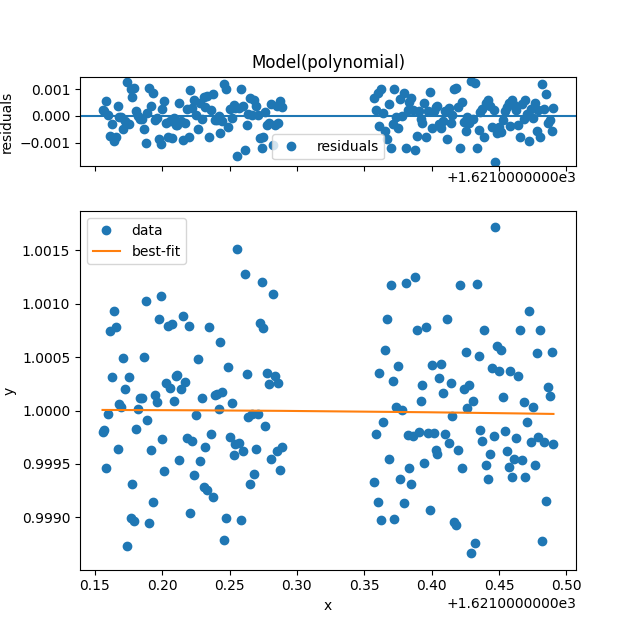 Model(polynomial)
residuals
0.001
0.000
−0.001
residuals
+1.6210000000e3
y
1.0015
1.0010
1.0005
1.0000
0.9995
0.9990
data
best-fit
0.15 0.20 0.25 0.30 0.35 0.40 0.45 0.50
x
+1.6210000000e3